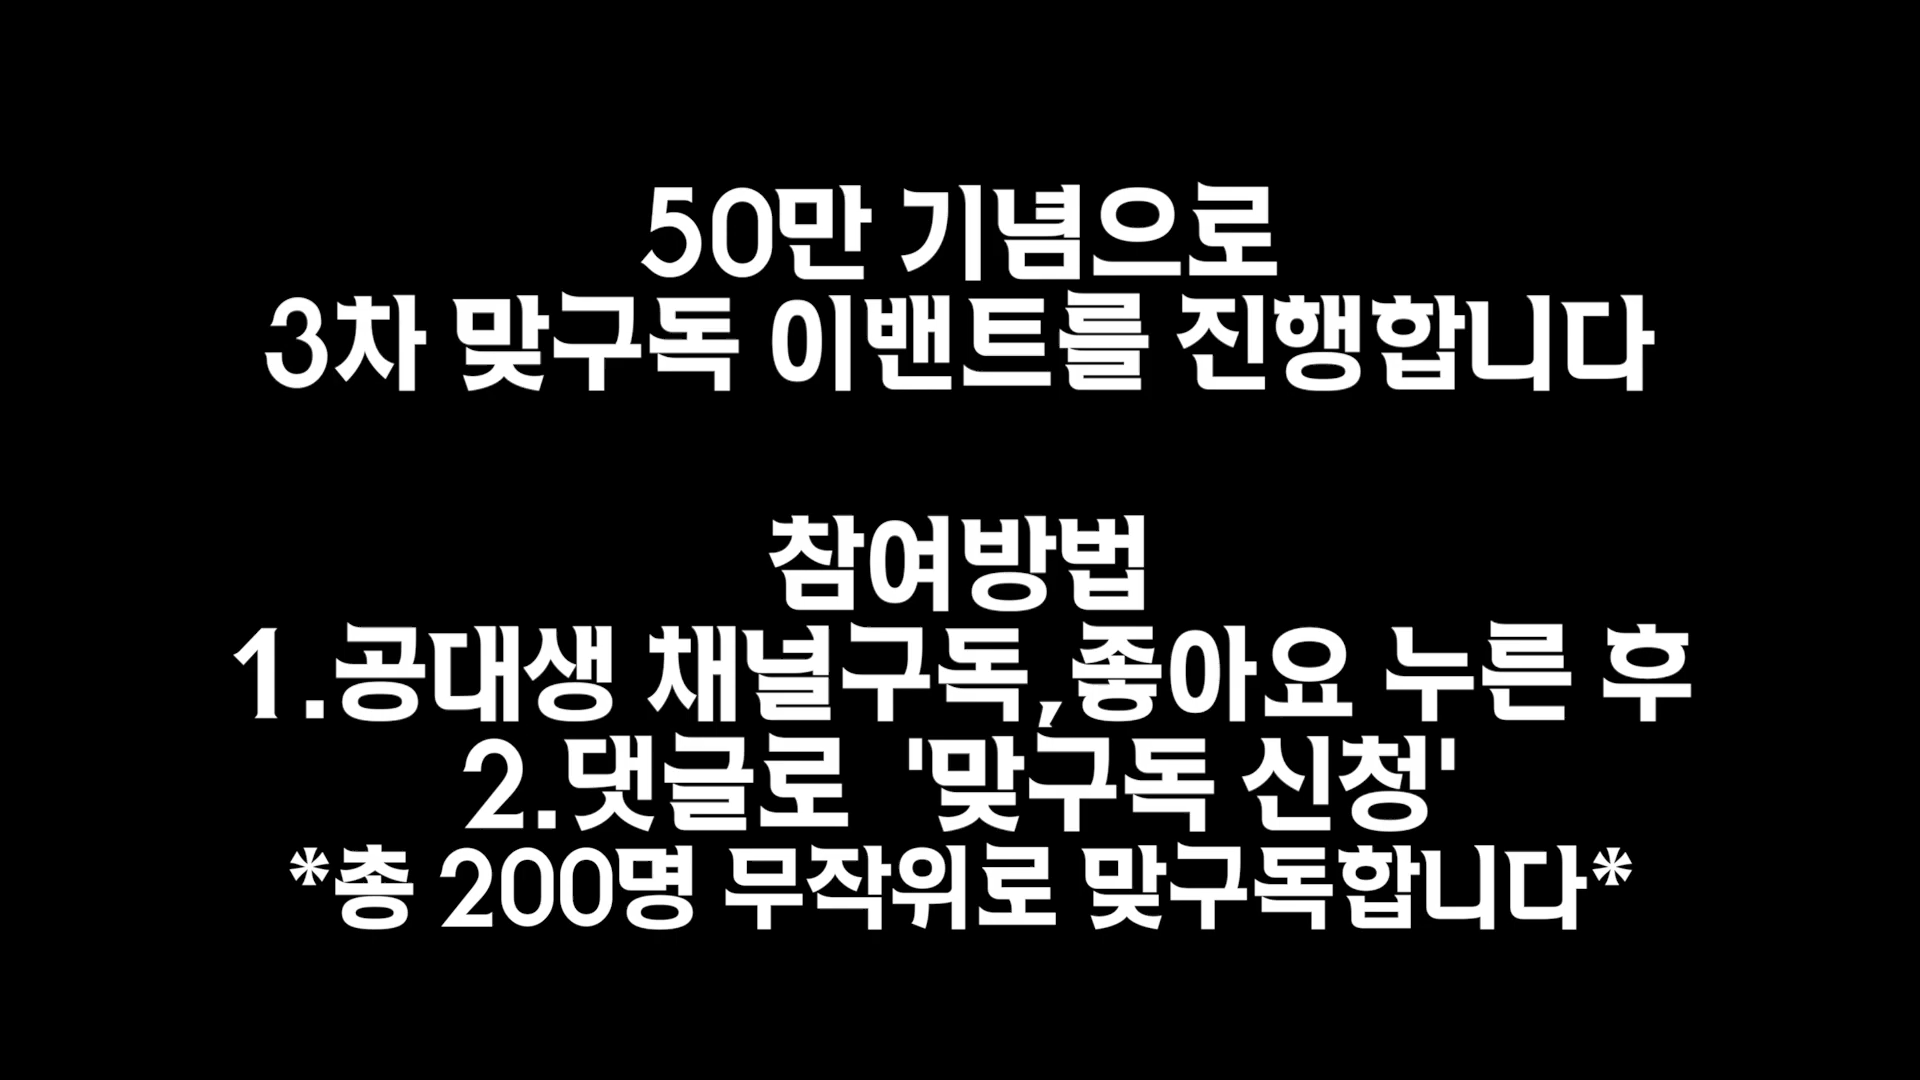 50만 기념으로
3차 맞구독 이밴트를 진행합니다
참여방법
1.공대생 채널구독,좋아요 누른 후
2.댓글로 '맞구독 신청'
*총 200명 무작위로 맞구독합니다*